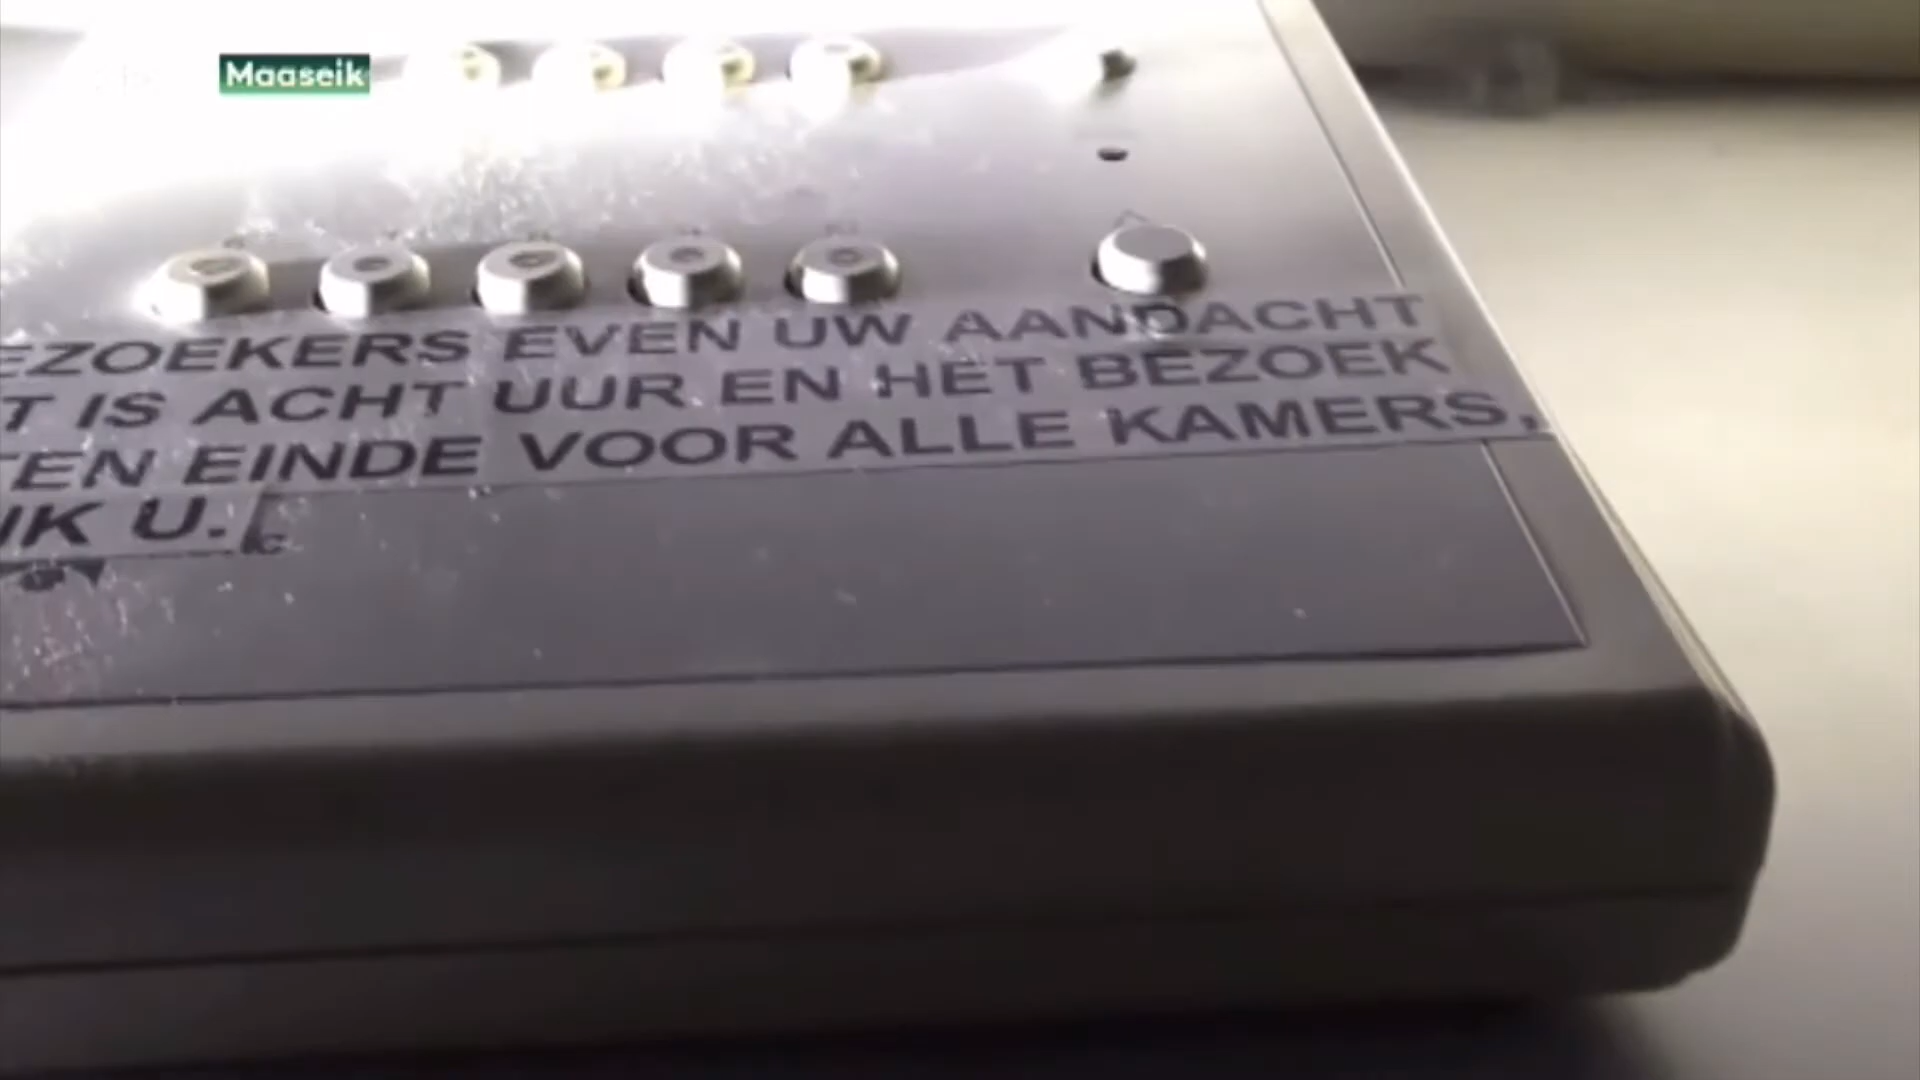 Maaseik
EZOEKERS EVEN UW AANDACHT
T IS ACHT UUR EN HET BEZOEK
TEN EINDE VOOR ALLE KAMERS,
NK U.